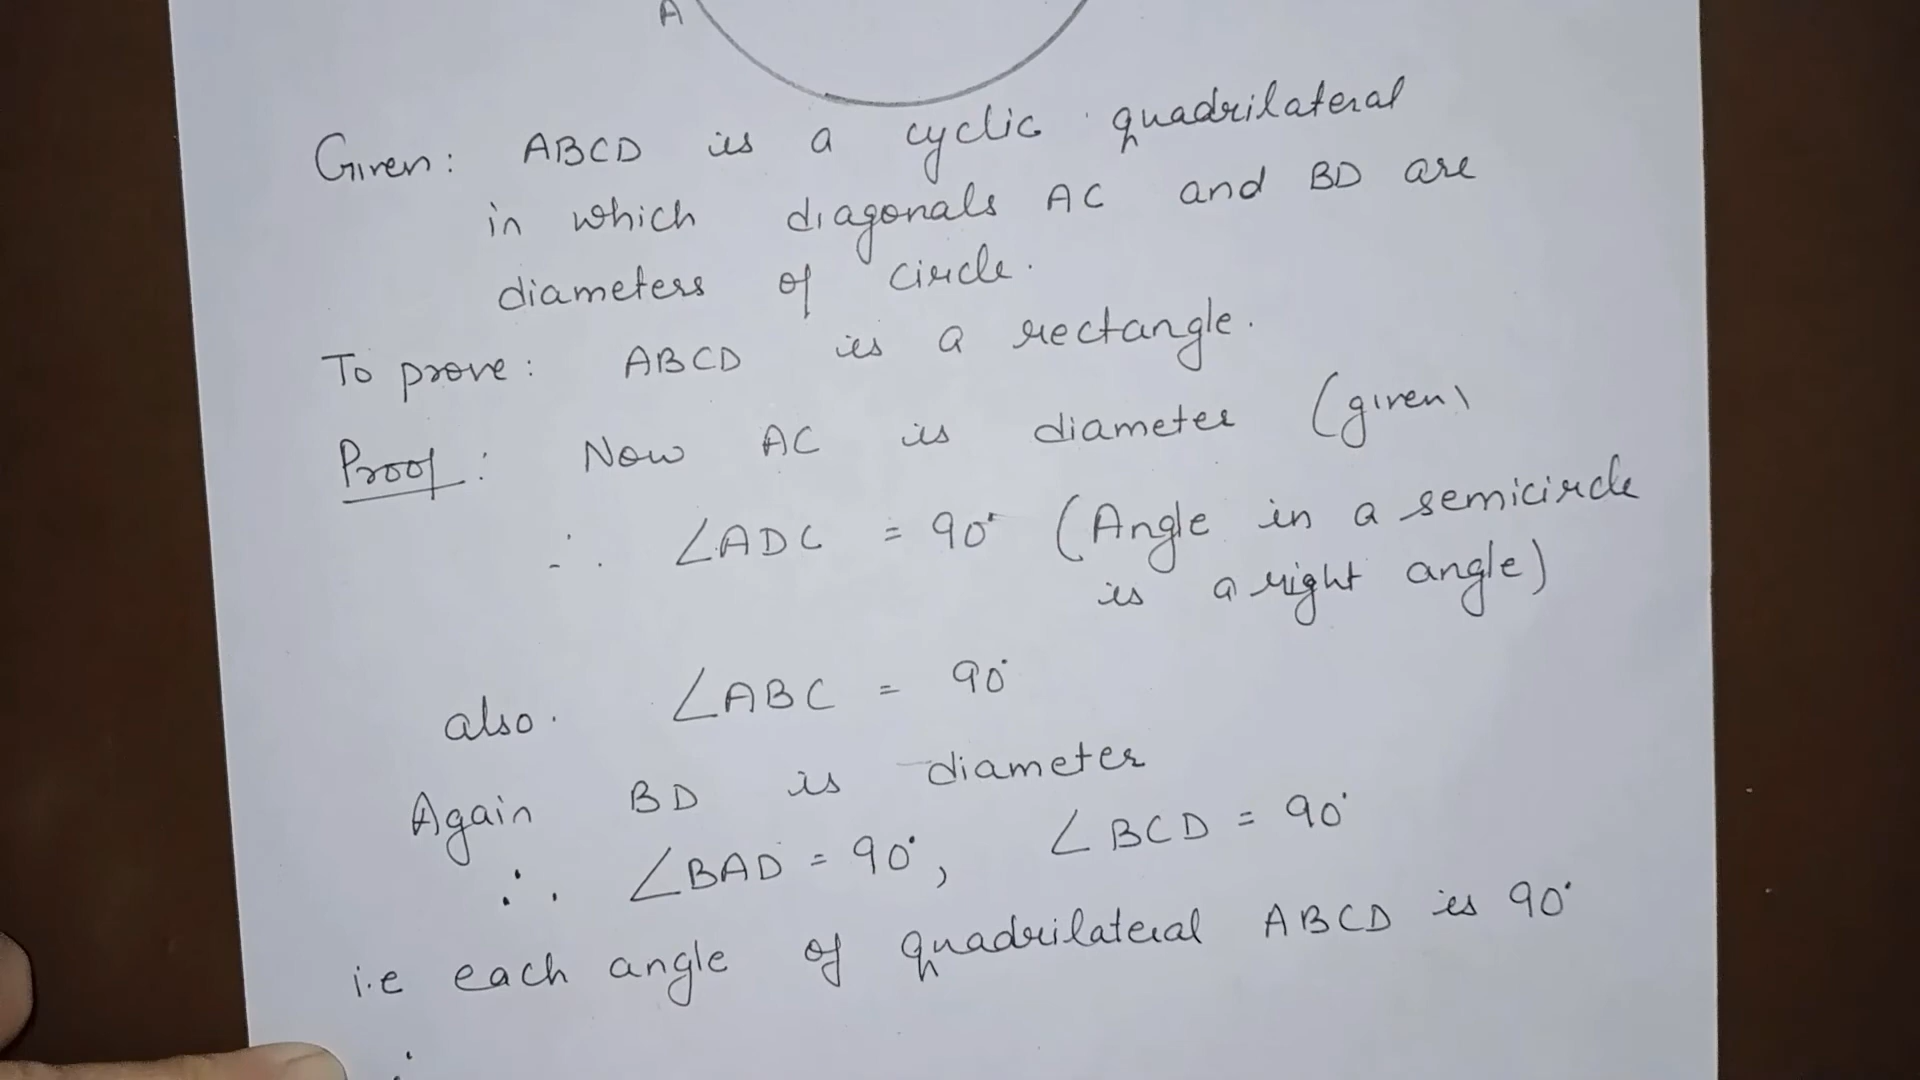 A
Given: ABCD is a cyclic quadrilateral
in which diagonals AC and BD are
diameters of circle.
To prove: ABCD is a rectangle.
Proof: Now AC is diameter (given)
∴ ∠ADC = 90° (Angle in a semicircle
is a right angle)
also. ∠ABC = 90°
Again BD is diameter
∴ ∠BAD = 90°, ∠BCD = 90°
i.e each angle of quadrilateral ABCD is 90°